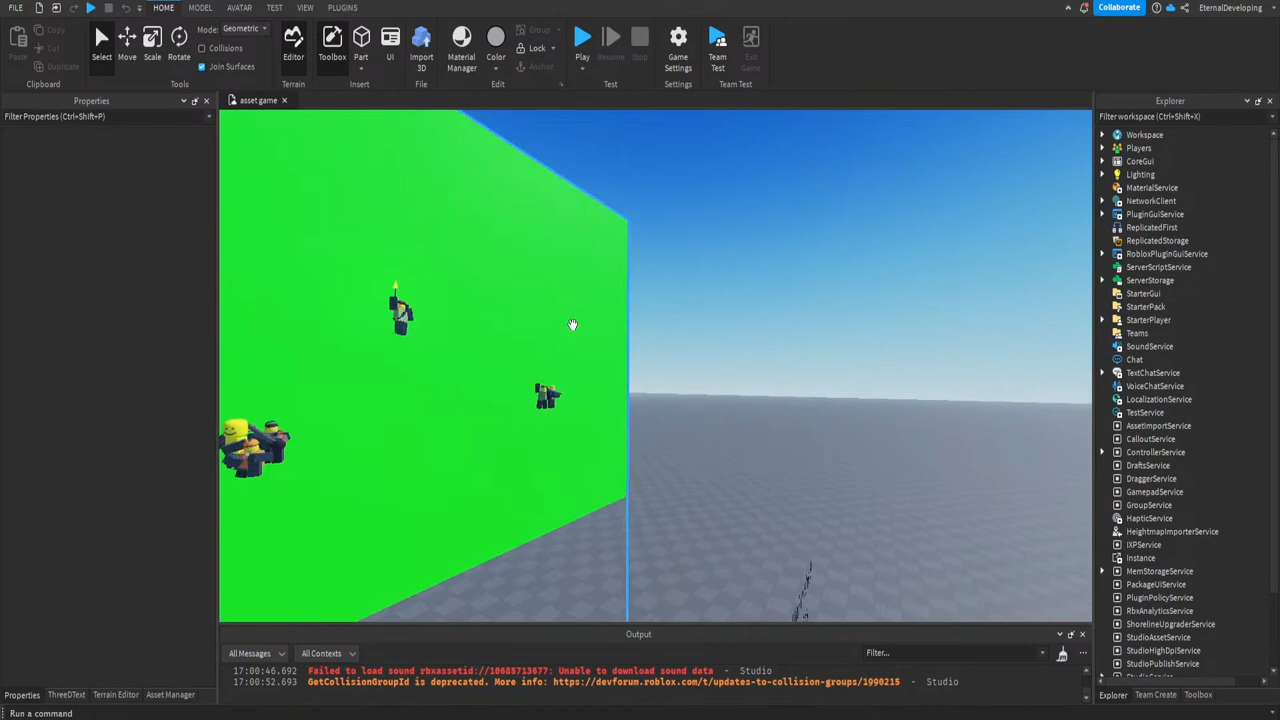 FILE HOME MODEL AVATAR TEST VIEW PLUGINS Collaborate EternalDeveloping
Paste Copy Cut Duplicate Select Move Scale Rotate Mode: Geometric Collisions Join Surfaces Editor Toolbox Part UI Import 3D Material Manager Color Group Lock Anchor Play Resume Stop Game Settings Team Test Exit Game
Clipboard Tools Terrain Insert File Edit Test Settings Team Test
Properties asset game Explorer
Filter Properties (Ctrl+Shift+P) Filter workspace (Ctrl+Shift+X)
Workspace
Players
CoreGui
Lighting
MaterialService
NetworkClient
PluginGuiService
ReplicatedFirst
ReplicatedStorage
RobloxPluginGuiService
ServerScriptService
ServerStorage
StarterGui
StarterPack
StarterPlayer
Teams
SoundService
Chat
TextChatService
VoiceChatService
LocalizationService
TestService
AssetImportService
CalloutService
ControllerService
DraftsService
DraggerService
GamepadService
GroupService
HapticService
HeightmapImporterService
IXPService
Instance
MemStorageService
PackageUIService
PluginPolicyService
RbxAnalyticsService
ShorelineUpgraderService
StudioAssetService
StudioHighDpiService
StudioPublishService
Output
All Messages All Contexts Filter...
17:00:46.692 Failed to load sound rbxassetid://10685713677: Unable to download sound data - Studio
17:00:52.693 GetCollisionGroupId is deprecated. More info: https://devforum.roblox.com/t/updates-to-collision-groups/1990215 - Studio
Properties ThreeDText Terrain Editor Asset Manager Explorer Team Create Toolbox
Run a command